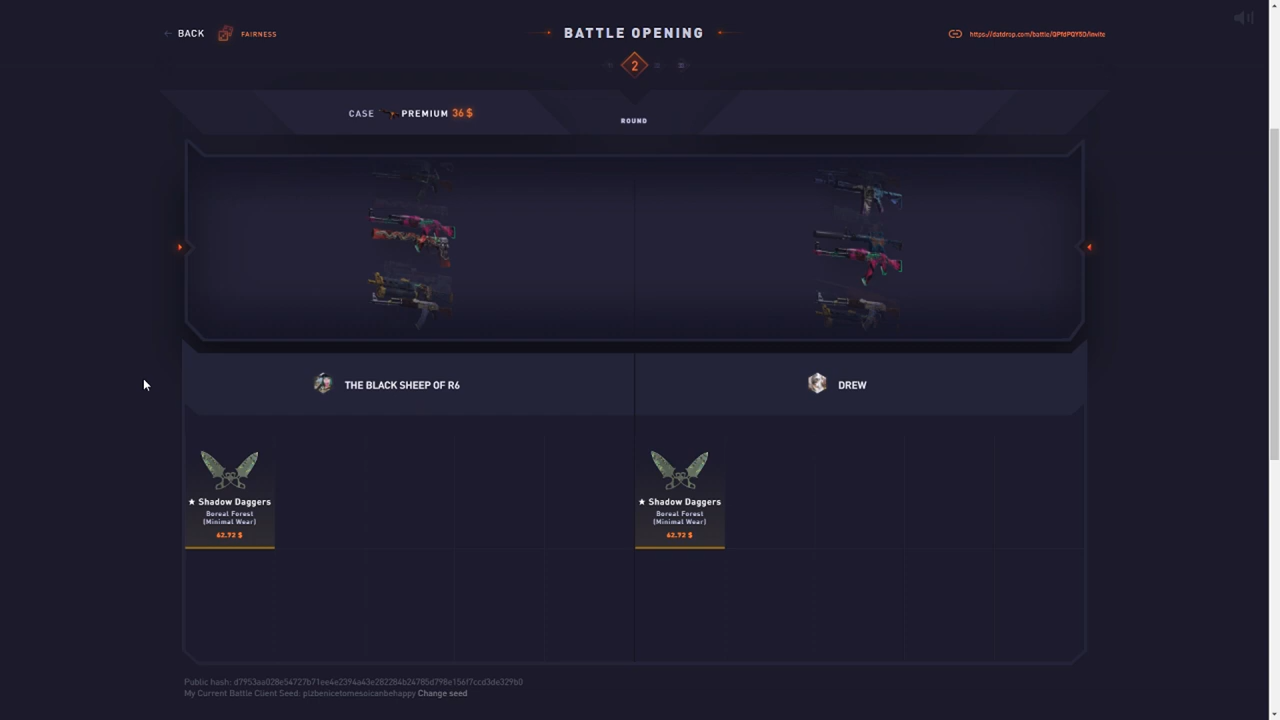 ← BACK
FAIRNESS
BATTLE OPENING
https://datdrop.com/battle/QPfdPGY5D/invite
2
CASE PREMIUM 36 $
ROUND
THE BLACK SHEEP OF R6
DREW
★ Shadow Daggers
Boreal Forest
(Minimal Wear)
62.72 $
★ Shadow Daggers
Boreal Forest
(Minimal Wear)
62.72 $
Public hash: d7953aa028e54727b71ee4e2394a43e282284b24785d798e156f7ccd3de329b0
My Current Battle Client Seed: plzbenicetomesoicanbehappy Change seed